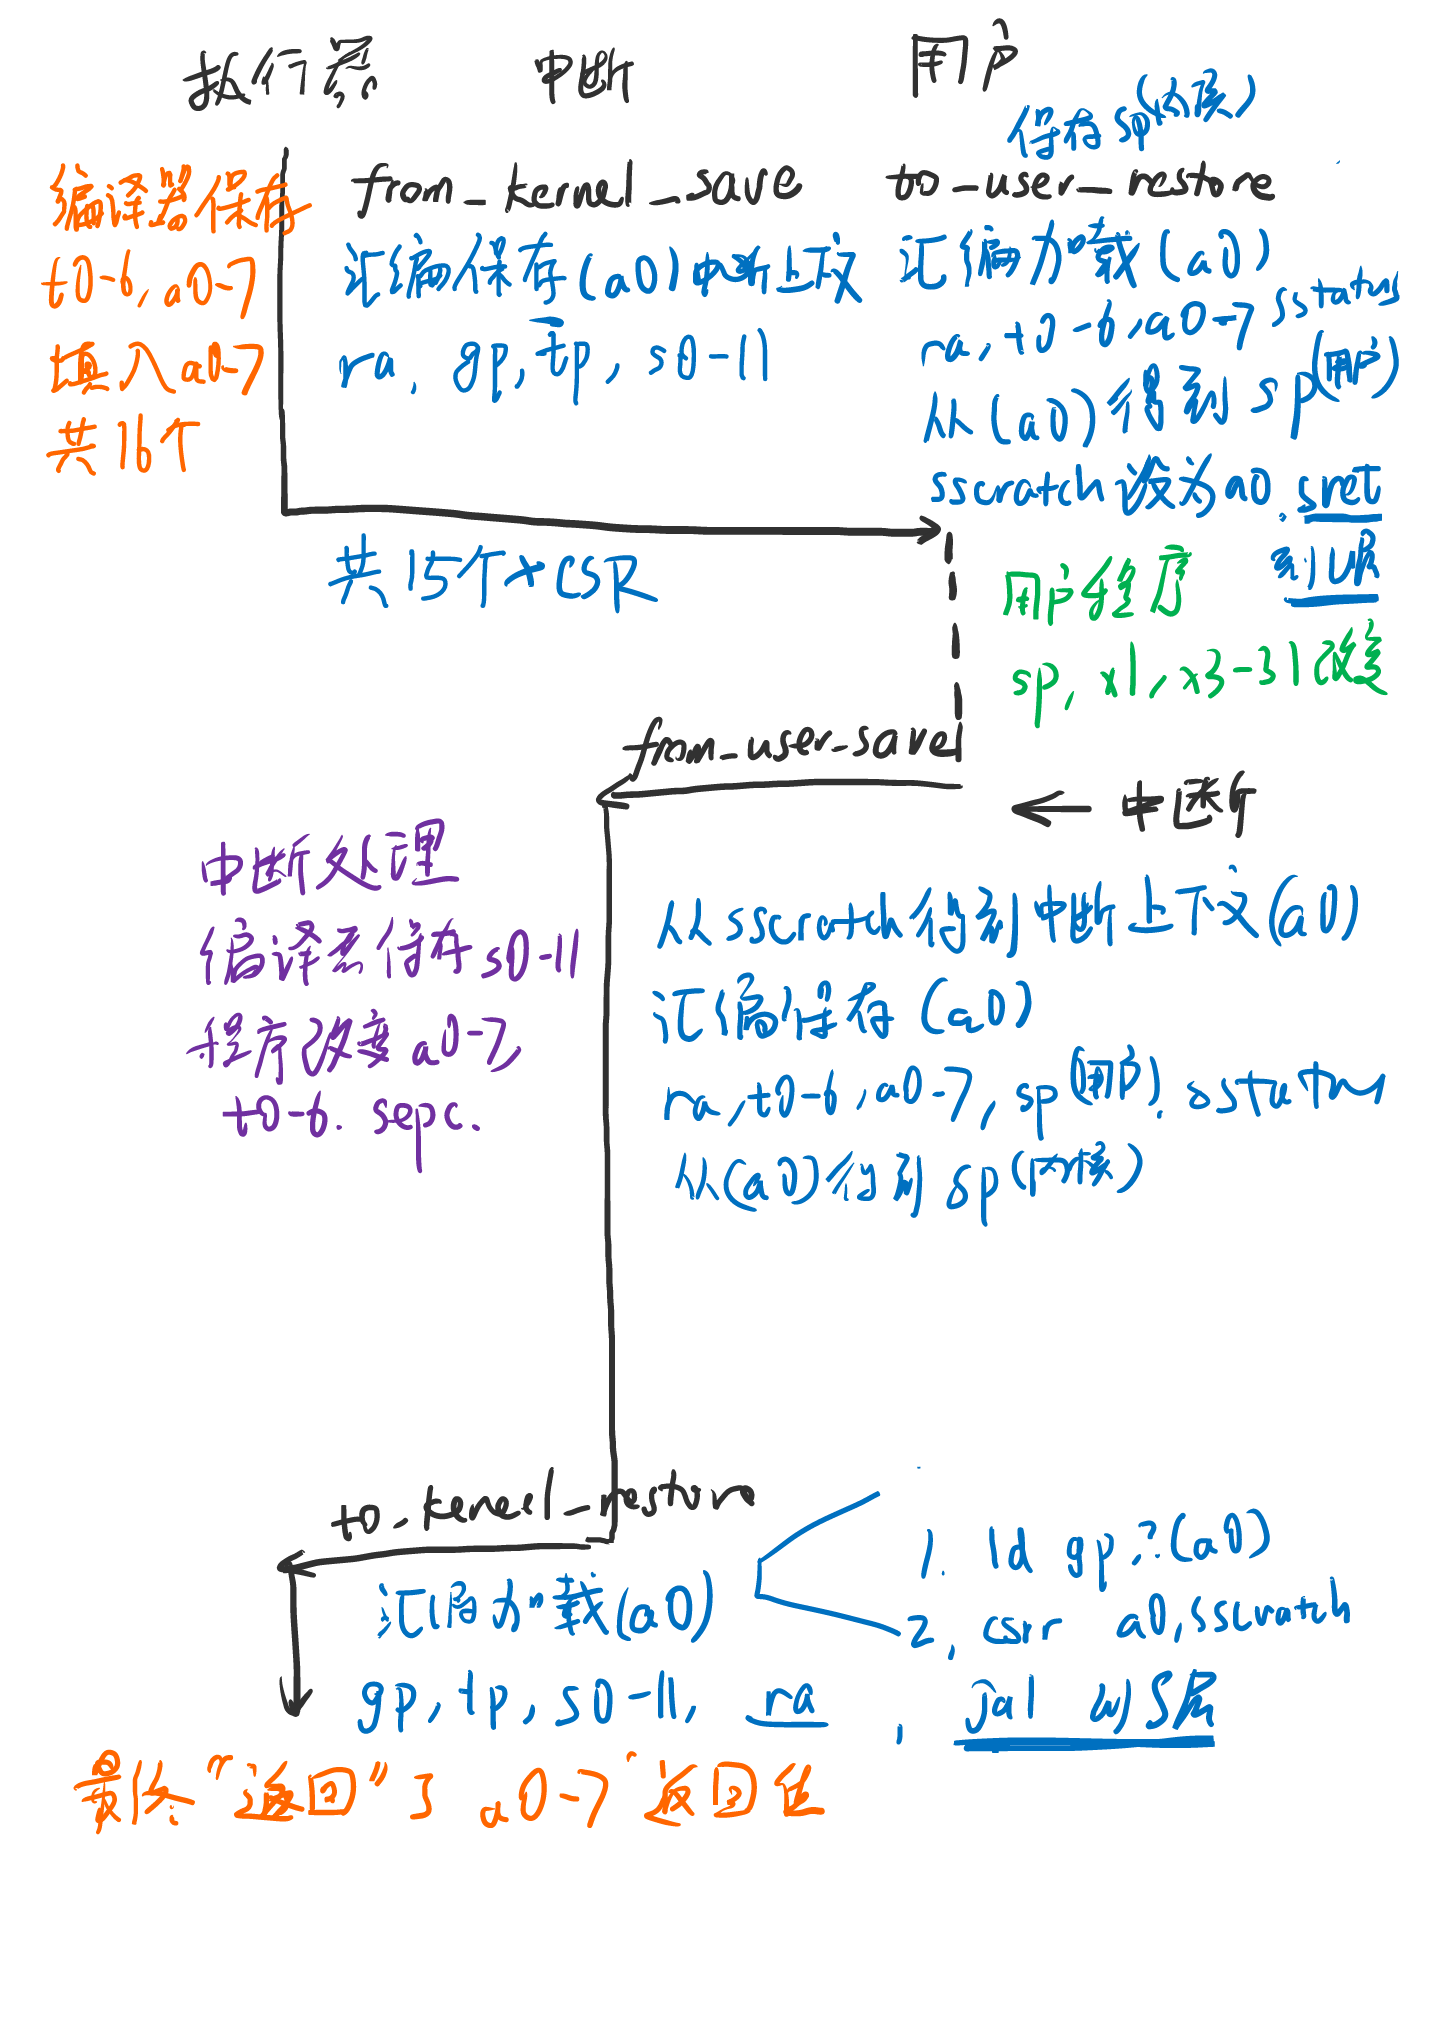 执行器 中断 用户
保存sp(内核)
编译器保存
t0-6, a0-7
填入a0-7
共16个
from_kernel_save
汇编保存(a0)中断上下文
ra, gp, tp, s0-11
共15个+CSR
to_user_restore
汇编加载(a0)
ra, t0-6, a0-7 sstatus
从(a0)得到sp(用户)
sscratch设为a0, sret
到U层
用户程序
sp, x1, x3-31改变
from_user_save
← 中断
中断处理
编译器保存s0-11
程序改变a0-7,
t0-6. sepc.
从sscratch得到中断上下文(a0)
汇编保存(a0)
ra, t0-6, a0-7, sp(用户), sstatus
从(a0)得到sp(内核)
to_kernel_restore
汇编加载(a0)
gp, tp, s0-11, ra, jal 到S层
1. ld gp,?(a0)
2. csrr a0, sscratch
最终“返回”了a0-7返回值